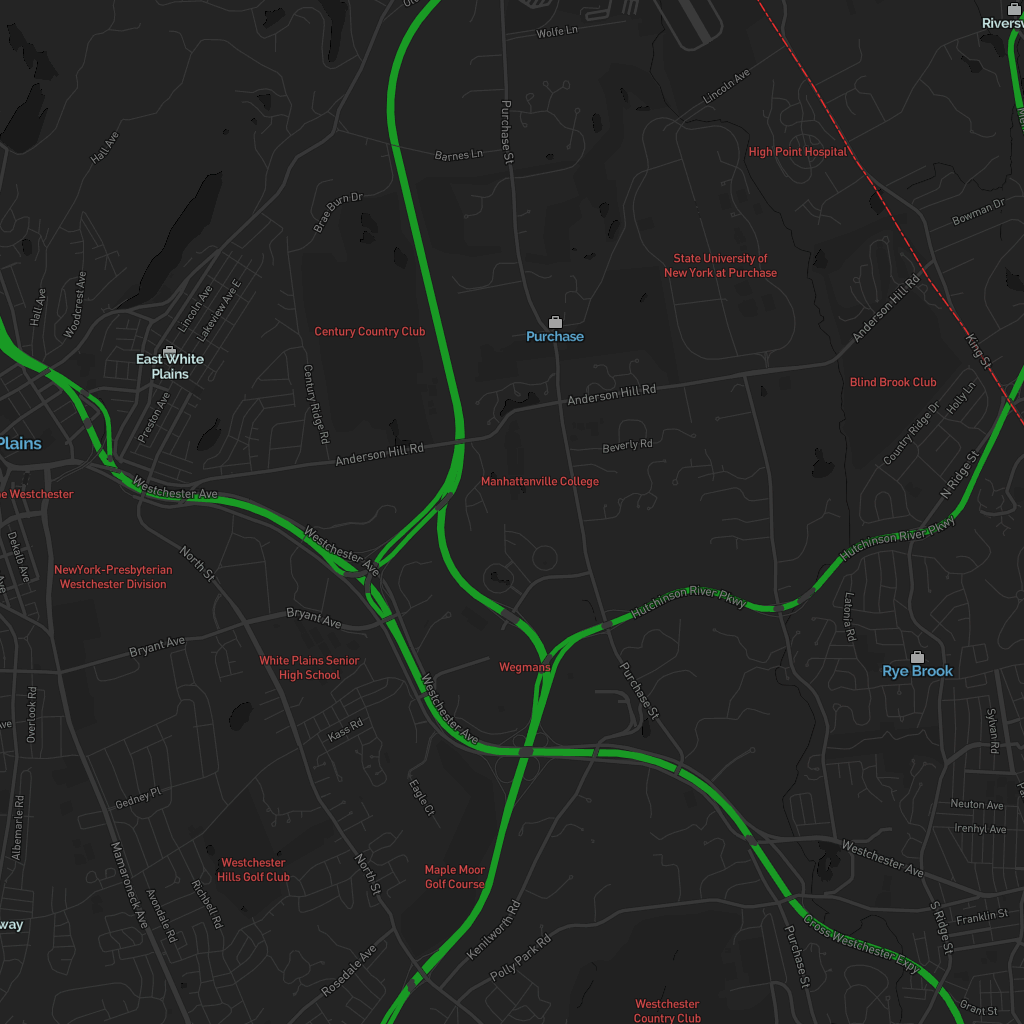 Wolfe Ln
Lincoln Ave
Hall Ave
Purchase St
Barnes Ln
High Point Hospital
Brae Burn Dr
Bowman Dr
State University of
New York at Purchase
Hall Ave
Woodcrest Ave
Lincoln Ave
Lakeview Ave E
Anderson Hill Rd
Century Country Club
Purchase
King St
East White
Plains
Century Ridge Rd
Preston Ave
Anderson Hill Rd
Blind Brook Club
Holly Ln
Country Ridge Dr
Plains
Anderson Hill Rd
Beverly Rd
N Ridge St
Manhattanville College
Westchester
Westchester Ave
Dekalb Ave
Westchester Ave
Hutchinson River Pkwy
North St
NewYork-Presbyterian
Westchester Division
Hutchinson River Pkwy
Latonia Rd
Bryant Ave
Bryant Ave
White Plains Senior
High School
Wegmans
Rye Brook
Purchase St
Overlook Rd
Westchester Ave
Kass Rd
Sylvan Rd
Eagle Ct
Gedney Pl
Neuton Ave
Irenhyl Ave
Albemarle Rd
Mamaroneck Ave
Westchester Ave
Westchester
Hills Golf Club
North St
Maple Moor
Golf Course
Richbell Rd
Avondale Rd
way
Kenilworth Rd
Polly Park Rd
S Ridge St
Franklin St
Cross Westchester Expy
Purchase St
Rosedale Ave
Westchester
Country Club
Grant St